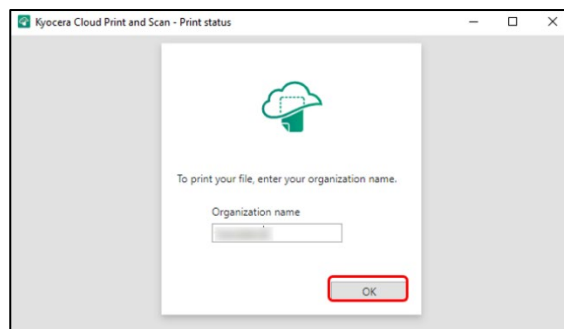 Kyocera Cloud Print and Scan - Print status
To print your file, enter your organization name.
Organization name
OK